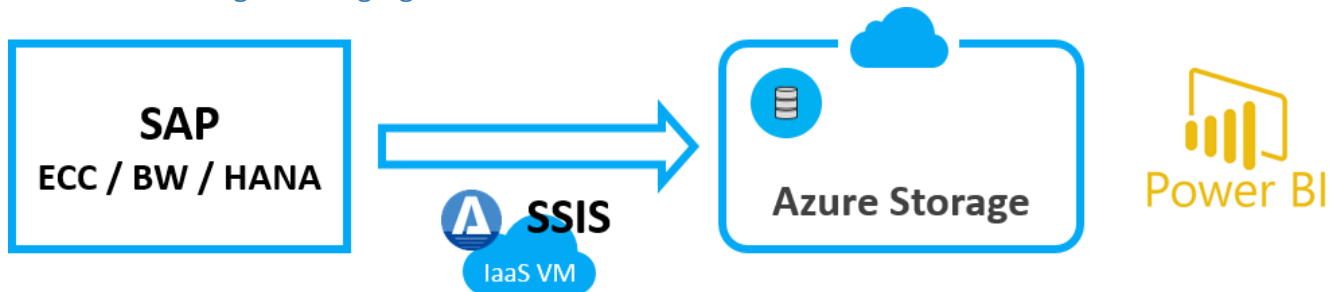 SAP
ECC / BW / HANA
SSIS
IaaS VM
Azure Storage
Power BI